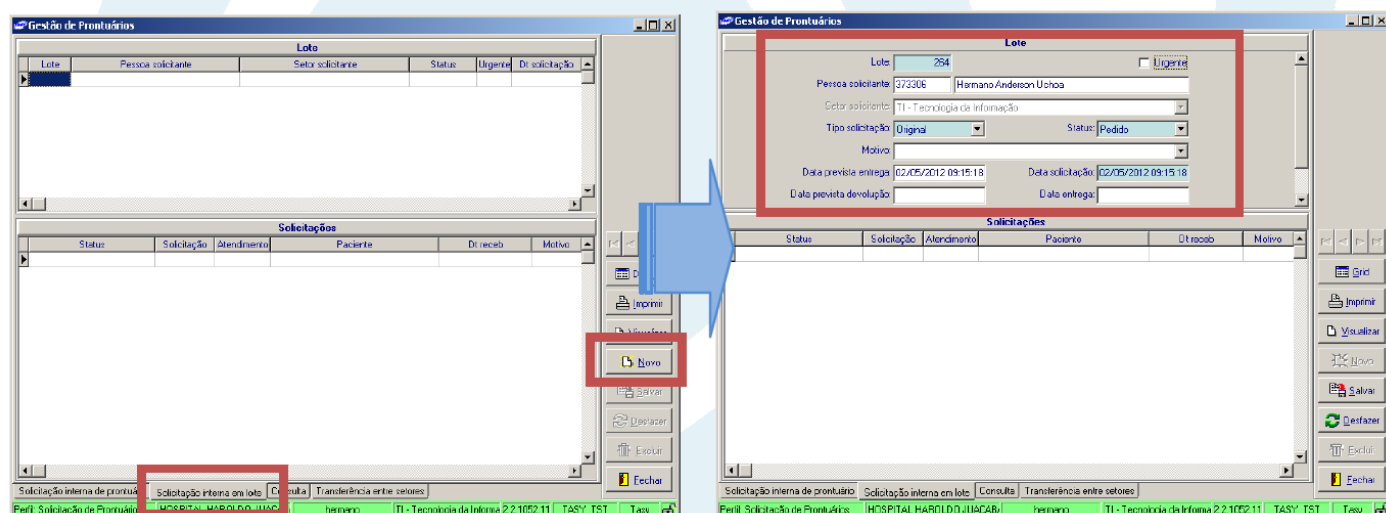 Gestão de Prontuários
Lote
Lote Pessoa solicitante Setor solicitante Status Urgente Dt solicitação
Solicitações
Status Solicitação Atendimento Paciente Dt receb Motivo
Imprimir
Novo
Salvar
Desfazer
Excluir
Fechar
Solicitação interna de Solicitação interna em lote Transferência entre setores
Perfil: Solicitação de Prontuário HOSPITAL HAROLDO JUAÇABA hermano TI - Tecnologia da Informa 2.2.1052.11 TASY_TST Tasy
Gestão de Prontuários
Lote
Lote: 264 Urgente
Pessoa solicitante: 373306 Hermano Anderson Uchoa
Setor solicitante: TI - Tecnologia da Informação
Tipo solicitação: Original Status: Pedido
Motivo:
Data prevista entrega: 02/05/2012 09:15:18 Data solicitação: 02/05/2012 09:15:18
Data prevista devolução: Data entrega:
Solicitações
Status Solicitação Atendimento Paciente Dt receb Motivo
Grid
Imprimir
Visualizar
Novo
Salvar
Desfazer
Excluir
Fechar
Solicitação interna de prontuário Solicitação interna em lote Consulta Transferência entre setores
Perfil: Solicitação de Prontuários HOSPITAL HAROLDO JUAÇABA hermano TI - Tecnologia da Informa 2.2.1052.11 TASY_TST Tasy